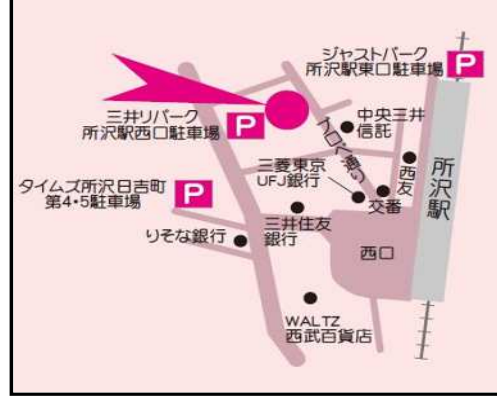 ジャストパーク
所沢駅東口駐車場
P
三井リパーク
所沢駅西口駐車場
P
中央三井
信託
プロペ通り
三菱東京
UFJ銀行
西友
所沢駅
タイムズ所沢日吉町
第4・5駐車場
P
交番
三井住友
銀行
りそな銀行
西口
WALTZ
西武百貨店